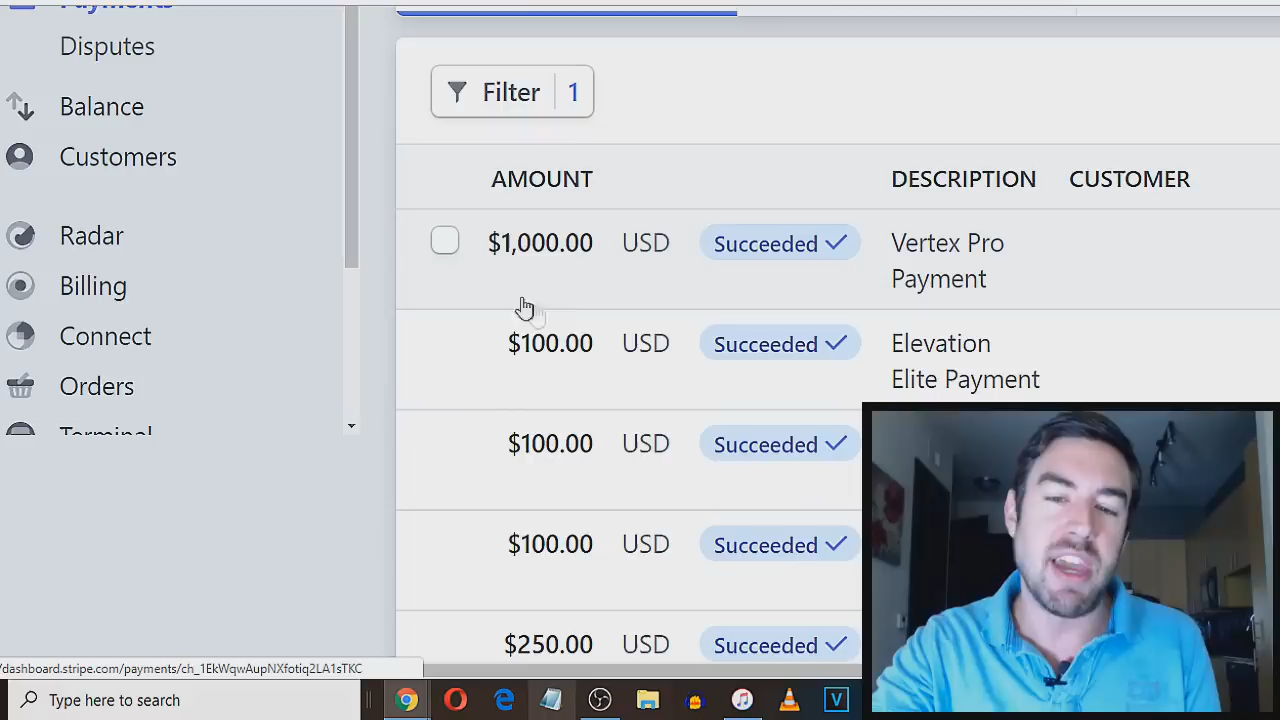 Payments
Disputes
Balance
Customers
Radar
Billing
Connect
Orders
Terminal
Filter 1
AMOUNT DESCRIPTION CUSTOMER
$1,000.00 USD Succeeded Vertex Pro
Payment
$100.00 USD Succeeded Elevation
Elite Payment
$100.00 USD Succeeded
$100.00 USD Succeeded
$250.00 USD Succeeded
/dashboard.stripe.com/payments/ch_1EkWqwAupNXfotiq2LA1sTKC
Type here to search
V